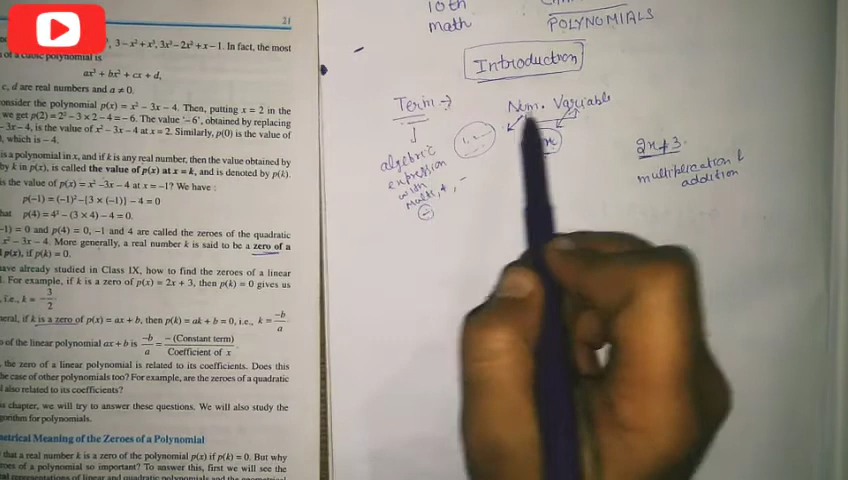 21
, 3 – x² + x³, 3x³ – 2x² + x – 1. In fact, the most
of a cubic polynomial is
ax³ + bx² + cx + d,
c, d are real numbers and a ≠ 0.
onsider the polynomial p(x) = x² – 3x – 4. Then, putting x = 2 in the
we get p(2) = 2² – 3 × 2 – 4 = – 6. The value ‘– 6’, obtained by replacing
– 3x – 4, is the value of x² – 3x – 4 at x = 2. Similarly, p(0) is the value of
, which is – 4.
is a polynomial in x, and if k is any real number, then the value obtained by
by k in p(x), is called the value of p(x) at x = k, and is denoted by p(k).
is the value of p(x) = x² –3x – 4 at x = –1? We have :
p(–1) = (–1)² –{3 × (–1)} – 4 = 0
hat p(4) = 4² – (3 × 4) – 4 = 0.
–1) = 0 and p(4) = 0, –1 and 4 are called the zeroes of the quadratic
x² – 3x – 4. More generally, a real number k is said to be a zero of a
p(x), if p(k) = 0.
ave already studied in Class IX, how to find the zeroes of a linear
For example, if k is a zero of p(x) = 2x + 3, then p(k) = 0 gives us
, i.e., k = –3/2
eral, if k is a zero of p(x) = ax + b, then p(k) = ak + b = 0, i.e., k = –b/a
of the linear polynomial ax + b is –b/a = –(Constant term)/Coefficient of x
the zero of a linear polynomial is related to its coefficients. Does this
he case of other polynomials too? For example, are the zeroes of a quadratic
l also related to its coefficients?
is chapter, we will try to answer these questions. We will also study the
gorithm for polynomials.
etrical Meaning of the Zeroes of a Polynomial
that a real number k is a zero of the polynomial p(x) if p(k) = 0. But why
roes of a polynomial so important? To answer this, first we will see the
10th
math
POLYNOMIALS
Introduction
Term →
Num. Variable
algebraic
expression
with
2x+3
multiplication &
addition